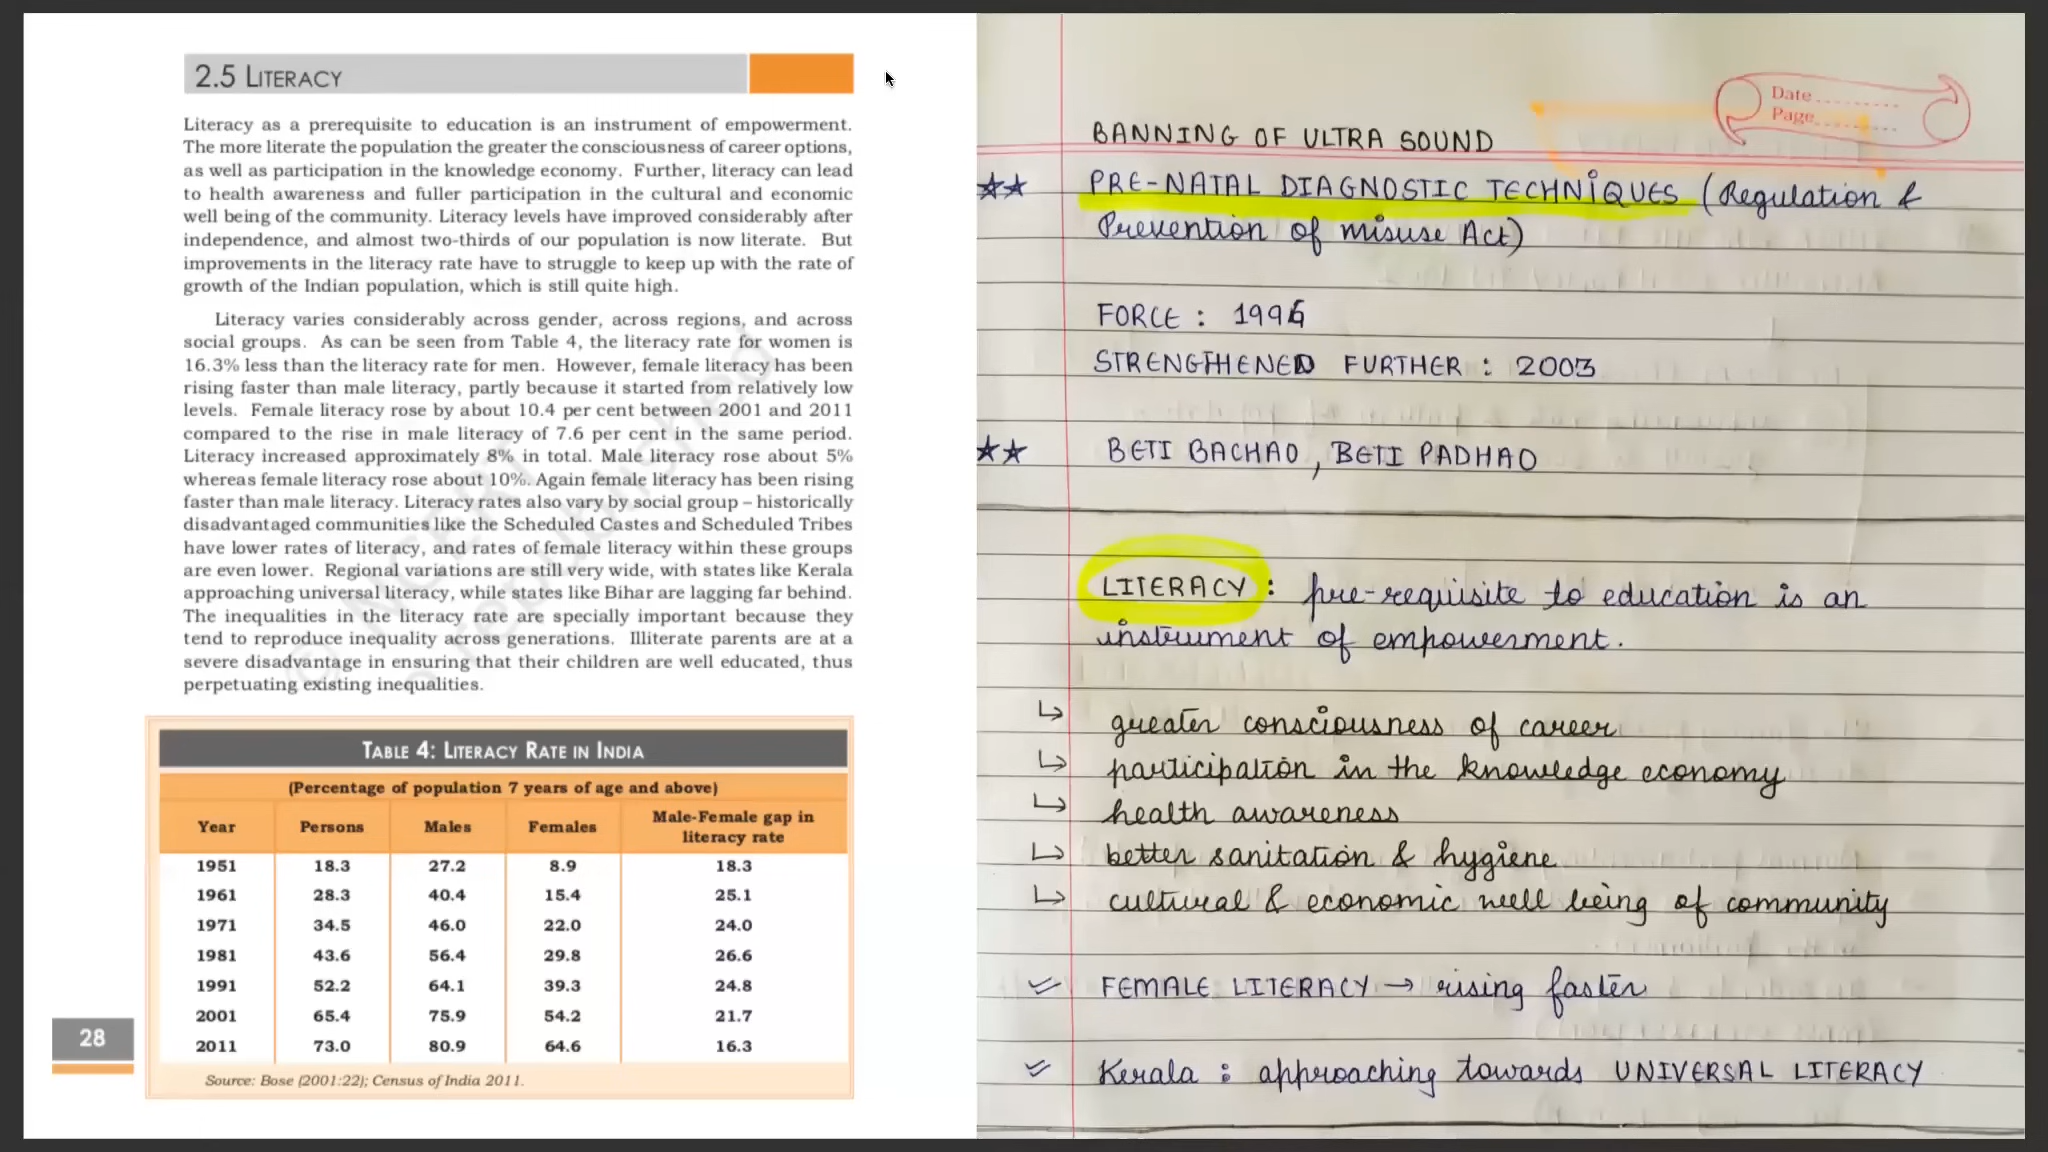 2.5 LITERACY
Literacy as a prerequisite to education is an instrument of empowerment.
The more literate the population the greater the consciousness of career options,
as well as participation in the knowledge economy. Further, literacy can lead
to health awareness and fuller participation in the cultural and economic
well being of the community. Literacy levels have improved considerably after
independence, and almost two-thirds of our population is now literate. But
improvements in the literacy rate have to struggle to keep up with the rate of
growth of the Indian population, which is still quite high.
Literacy varies considerably across gender, across regions, and across
social groups. As can be seen from Table 4, the literacy rate for women is
16.3% less than the literacy rate for men. However, female literacy has been
rising faster than male literacy, partly because it started from relatively low
levels. Female literacy rose by about 10.4 per cent between 2001 and 2011
compared to the rise in male literacy of 7.6 per cent in the same period.
Literacy increased approximately 8% in total. Male literacy rose about 5%
whereas female literacy rose about 10%. Again female literacy has been rising
faster than male literacy. Literacy rates also vary by social group – historically
disadvantaged communities like the Scheduled Castes and Scheduled Tribes
have lower rates of literacy, and rates of female literacy within these groups
are even lower. Regional variations are still very wide, with states like Kerala
approaching universal literacy, while states like Bihar are lagging far behind.
The inequalities in the literacy rate are specially important because they
tend to reproduce inequality across generations. Illiterate parents are at a
severe disadvantage in ensuring that their children are well educated, thus
perpetuating existing inequalities.
© NCERT
republished
TABLE 4: LITERACY RATE IN INDIA
(Percentage of population 7 years of age and above)
Year Persons Males Females Male-Female gap in
literacy rate
1951 18.3 27.2 8.9 18.3
1961 28.3 40.4 15.4 25.1
1971 34.5 46.0 22.0 24.0
1981 43.6 56.4 29.8 26.6
1991 52.2 64.1 39.3 24.8
2001 65.4 75.9 54.2 21.7
2011 73.0 80.9 64.6 16.3
Source: Bose (2001:22); Census of India 2011.
28
Date
Page
BANNING OF ULTRA SOUND
PRE-NATAL DIAGNOSTIC TECHNIQUES (Regulation &
Prevention of misuse Act)
FORCE : 1996
STRENGTHENED FURTHER : 2003
BETI BACHAO, BETI PADHAO
LITERACY : pre-requisite to education is an
instrument of empowerment.
↳ greater consciousness of career
↳ participation in the knowledge economy
↳ health awareness
↳ better sanitation & hygiene
↳ cultural & economic well being of community
FEMALE LITERACY → rising faster
Kerala : approaching towards UNIVERSAL LITERACY